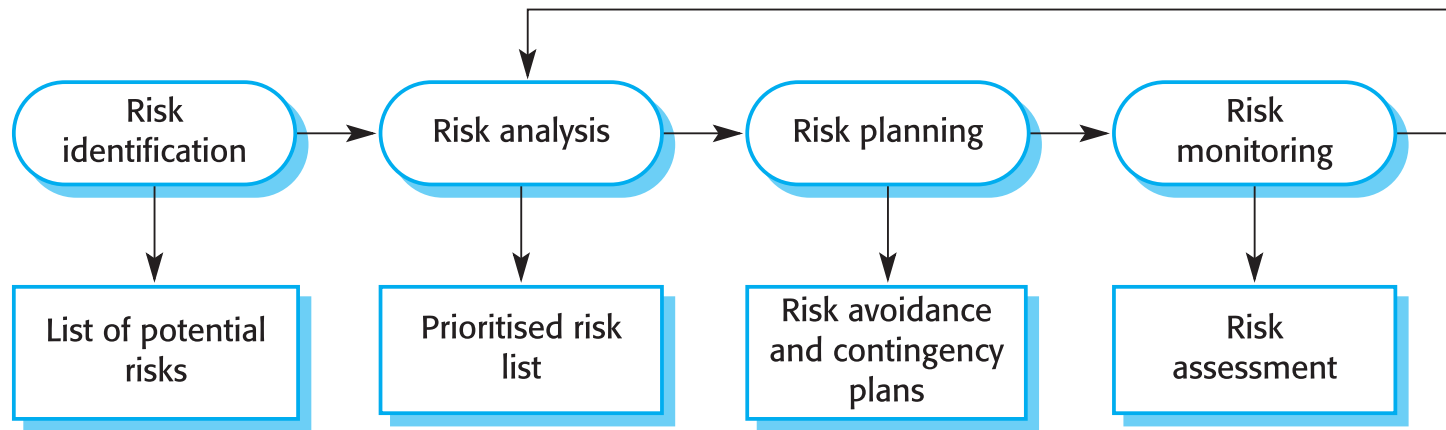 Risk
identification
Risk analysis
Risk planning
Risk
monitoring
List of potential
risks
Prioritised risk
list
Risk avoidance
and contingency
plans
Risk
assessment